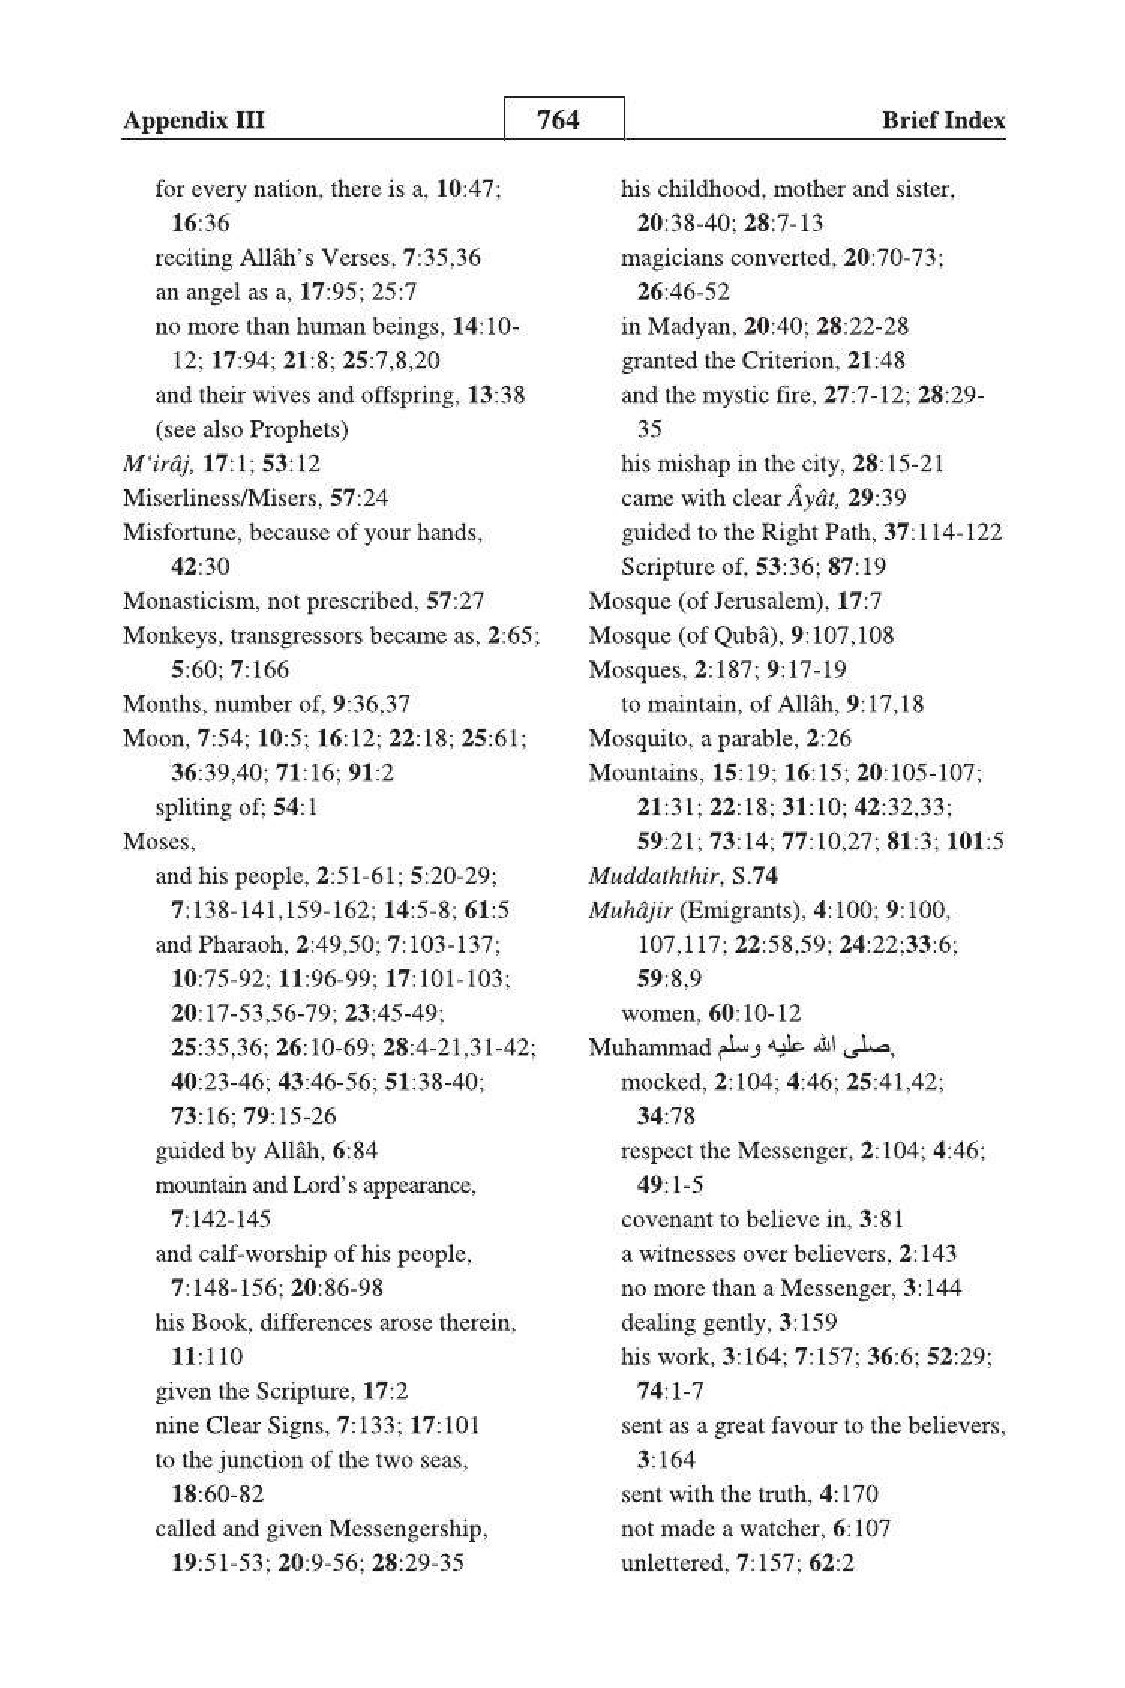 Appendix III 764 Brief Index
for every nation, there is a, 10:47;
16:36
reciting Allâh's Verses, 7:35,36
an angel as a, 17:95; 25:7
no more than human beings, 14:10-
12; 17:94; 21:8; 25:7,8,20
and their wives and offspring, 13:38
(see also Prophets)
M'irâj, 17:1; 53:12
Miserliness/Misers, 57:24
Misfortune, because of your hands,
42:30
Monasticism, not prescribed, 57:27
Monkeys, transgressors became as, 2:65;
5:60; 7:166
Months, number of, 9:36,37
Moon, 7:54; 10:5; 16:12; 22:18; 25:61;
36:39,40; 71:16; 91:2
spliting of; 54:1
Moses,
and his people, 2:51-61; 5:20-29;
7:138-141,159-162; 14:5-8; 61:5
and Pharaoh, 2:49,50; 7:103-137;
10:75-92; 11:96-99; 17:101-103;
20:17-53,56-79; 23:45-49;
25:35,36; 26:10-69; 28:4-21,31-42;
40:23-46; 43:46-56; 51:38-40;
73:16; 79:15-26
guided by Allâh, 6:84
mountain and Lord's appearance,
7:142-145
and calf-worship of his people,
7:148-156; 20:86-98
his Book, differences arose therein,
11:110
given the Scripture, 17:2
nine Clear Signs, 7:133; 17:101
to the junction of the two seas,
18:60-82
called and given Messengership,
19:51-53; 20:9-56; 28:29-35
his childhood, mother and sister,
20:38-40; 28:7-13
magicians converted, 20:70-73;
26:46-52
in Madyan, 20:40; 28:22-28
granted the Criterion, 21:48
and the mystic fire, 27:7-12; 28:29-
35
his mishap in the city, 28:15-21
came with clear Âyât, 29:39
guided to the Right Path, 37:114-122
Scripture of, 53:36; 87:19
Mosque (of Jerusalem), 17:7
Mosque (of Qubâ), 9:107,108
Mosques, 2:187; 9:17-19
to maintain, of Allâh, 9:17,18
Mosquito, a parable, 2:26
Mountains, 15:19; 16:15; 20:105-107;
21:31; 22:18; 31:10; 42:32,33;
59:21; 73:14; 77:10,27; 81:3; 101:5
Muddaththir, S.74
Muhâjir (Emigrants), 4:100; 9:100,
107,117; 22:58,59; 24:22;33:6;
59:8,9
women, 60:10-12
Muhammad صلى الله عليه وسلم,
mocked, 2:104; 4:46; 25:41,42;
34:78
respect the Messenger, 2:104; 4:46;
49:1-5
covenant to believe in, 3:81
a witnesses over believers, 2:143
no more than a Messenger, 3:144
dealing gently, 3:159
his work, 3:164; 7:157; 36:6; 52:29;
74:1-7
sent as a great favour to the believers,
3:164
sent with the truth, 4:170
not made a watcher, 6:107
unlettered, 7:157; 62:2